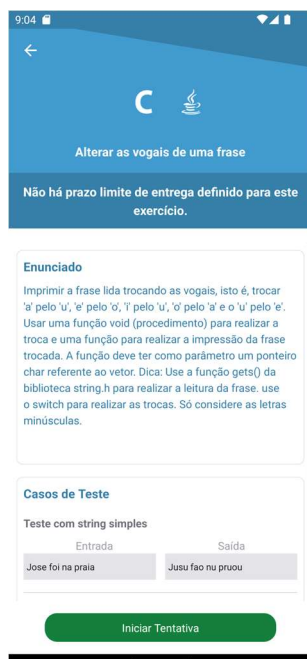 9:04
C
Alterar as vogais de uma frase
Não há prazo limite de entrega definido para este
exercício.
Enunciado
Imprimir a frase lida trocando as vogais, isto é, trocar
'a' pelo 'u', 'e' pelo 'o', 'i' pelo 'u', 'o' pelo 'a' e o 'u' pelo 'e'.
Usar uma função void (procedimento) para realizar a
troca e uma função para realizar a impressão da frase
trocada. A função deve ter como parâmetro um ponteiro
char referente ao vetor. Dica: Use a função gets() da
biblioteca string.h para realizar a leitura da frase. use
o switch para realizar as trocas. Só considere as letras
minúsculas.
Casos de Teste
Teste com string simples
Entrada Saída
Jose foi na praia Jusu fao nu pruou
Iniciar Tentativa